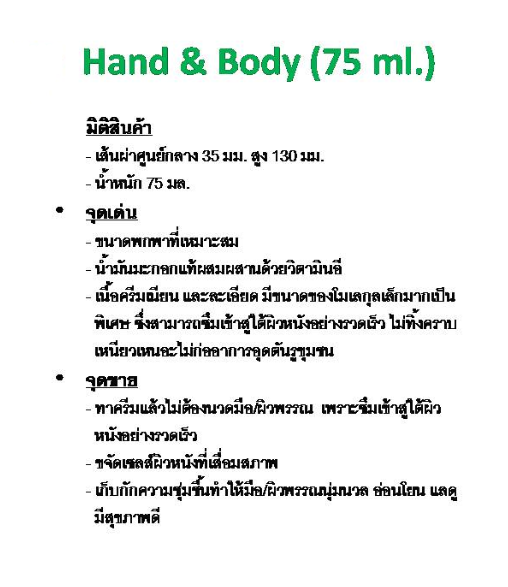 Hand & Body (75 ml.)
มิติสินค้า
- เส้นผ่าศูนย์กลาง 35 มม. สูง 130 มม.
- น้ำหนัก 75 มล.
• จุดเด่น
- ขนาดพกพาที่เหมาะสม
- น้ำมันมะกอกแท้ผสมผสานด้วยวิตามินอี
- เนื้อครีมเนียน และละเอียด มีขนาดของโมเลกุลเล็กมากเป็น
พิเศษ ซึ่งสามารถซึมเข้าสู่ใต้ผิวหนังอย่างรวดเร็ว ไม่ทิ้งคราบ
เหนียวเหนอะไม่ก่ออาการอุดตันรูขุมขน
• จุดขาย
- ทาครีมแล้วไม่ต้องนวดมือ/ผิวพรรณ เพราะซึมเข้าสู่ใต้ผิว
หนังอย่างรวดเร็ว
- ขจัดเซลส์ผิวหนังที่เสื่อมสภาพ
- เก็บกักความชุ่มชื้นทำให้มือ/ผิวพรรณนุ่มนวล อ่อนโยน แลดู
มีสุขภาพดี